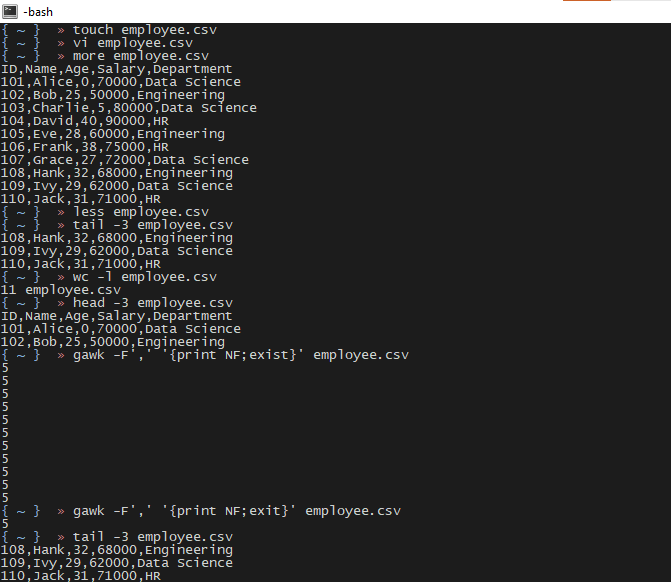 -bash
{ ~ }  » touch employee.csv
{ ~ }  » vi employee.csv
{ ~ }  » more employee.csv
ID,Name,Age,Salary,Department
101,Alice,0,70000,Data Science
102,Bob,25,50000,Engineering
103,Charlie,5,80000,Data Science
104,David,40,90000,HR
105,Eve,28,60000,Engineering
106,Frank,38,75000,HR
107,Grace,27,72000,Data Science
108,Hank,32,68000,Engineering
109,Ivy,29,62000,Data Science
110,Jack,31,71000,HR
{ ~ }  » less employee.csv
{ ~ }  » tail -3 employee.csv
108,Hank,32,68000,Engineering
109,Ivy,29,62000,Data Science
110,Jack,31,71000,HR
{ ~ }  » wc -l employee.csv
11 employee.csv
{ ~ }  » head -3 employee.csv
ID,Name,Age,Salary,Department
101,Alice,0,70000,Data Science
102,Bob,25,50000,Engineering
{ ~ }  » gawk -F',' '{print NF;exist}' employee.csv
5
5
5
5
5
5
5
5
5
5
5
{ ~ }  » gawk -F',' '{print NF;exit}' employee.csv
5
{ ~ }  » tail -3 employee.csv
108,Hank,32,68000,Engineering
109,Ivy,29,62000,Data Science
110,Jack,31,71000,HR